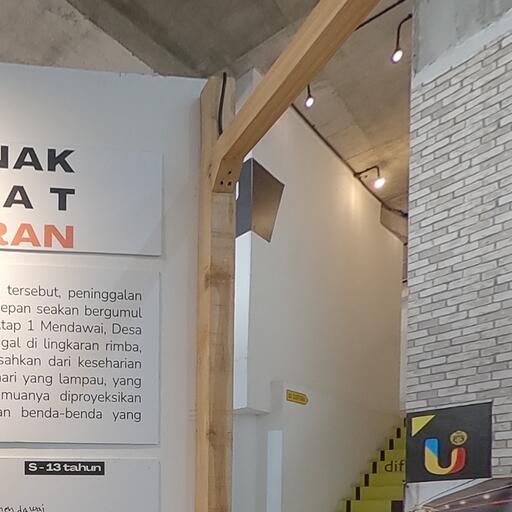 NAK
A T
RAN
tersebut, peninggalan
epan seakan bergumul
tap 1 Mendawai, Desa
gal di lingkaran rimba,
sahkan dari keseharian
ari yang lampau, yang
muanya diproyeksikan
an benda-benda yang
S - 13 tahun
dif